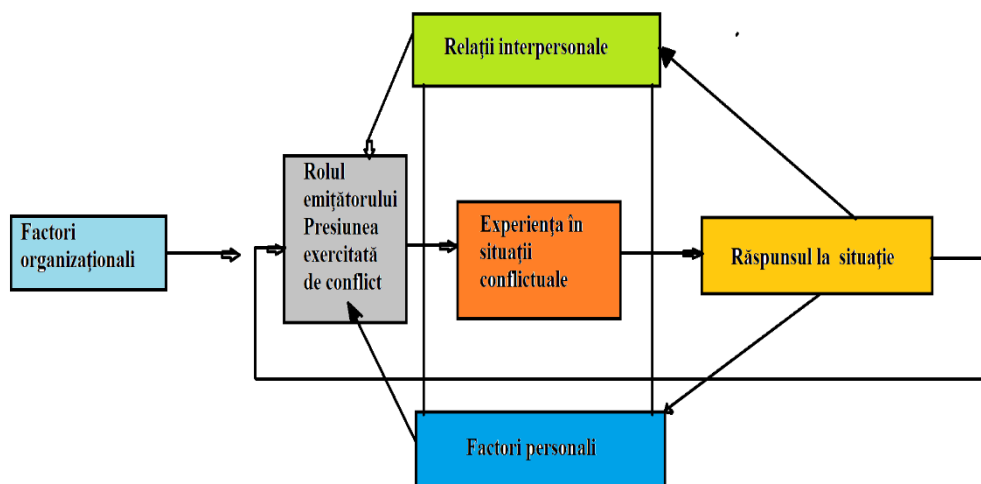 Relații interpersonale
Rolul
emițătorului
Presiunea
exercitată
de conflict
Factori
organizaționali
Experiența în
situații
conflictuale
Răspunsul la situație
Factori personali